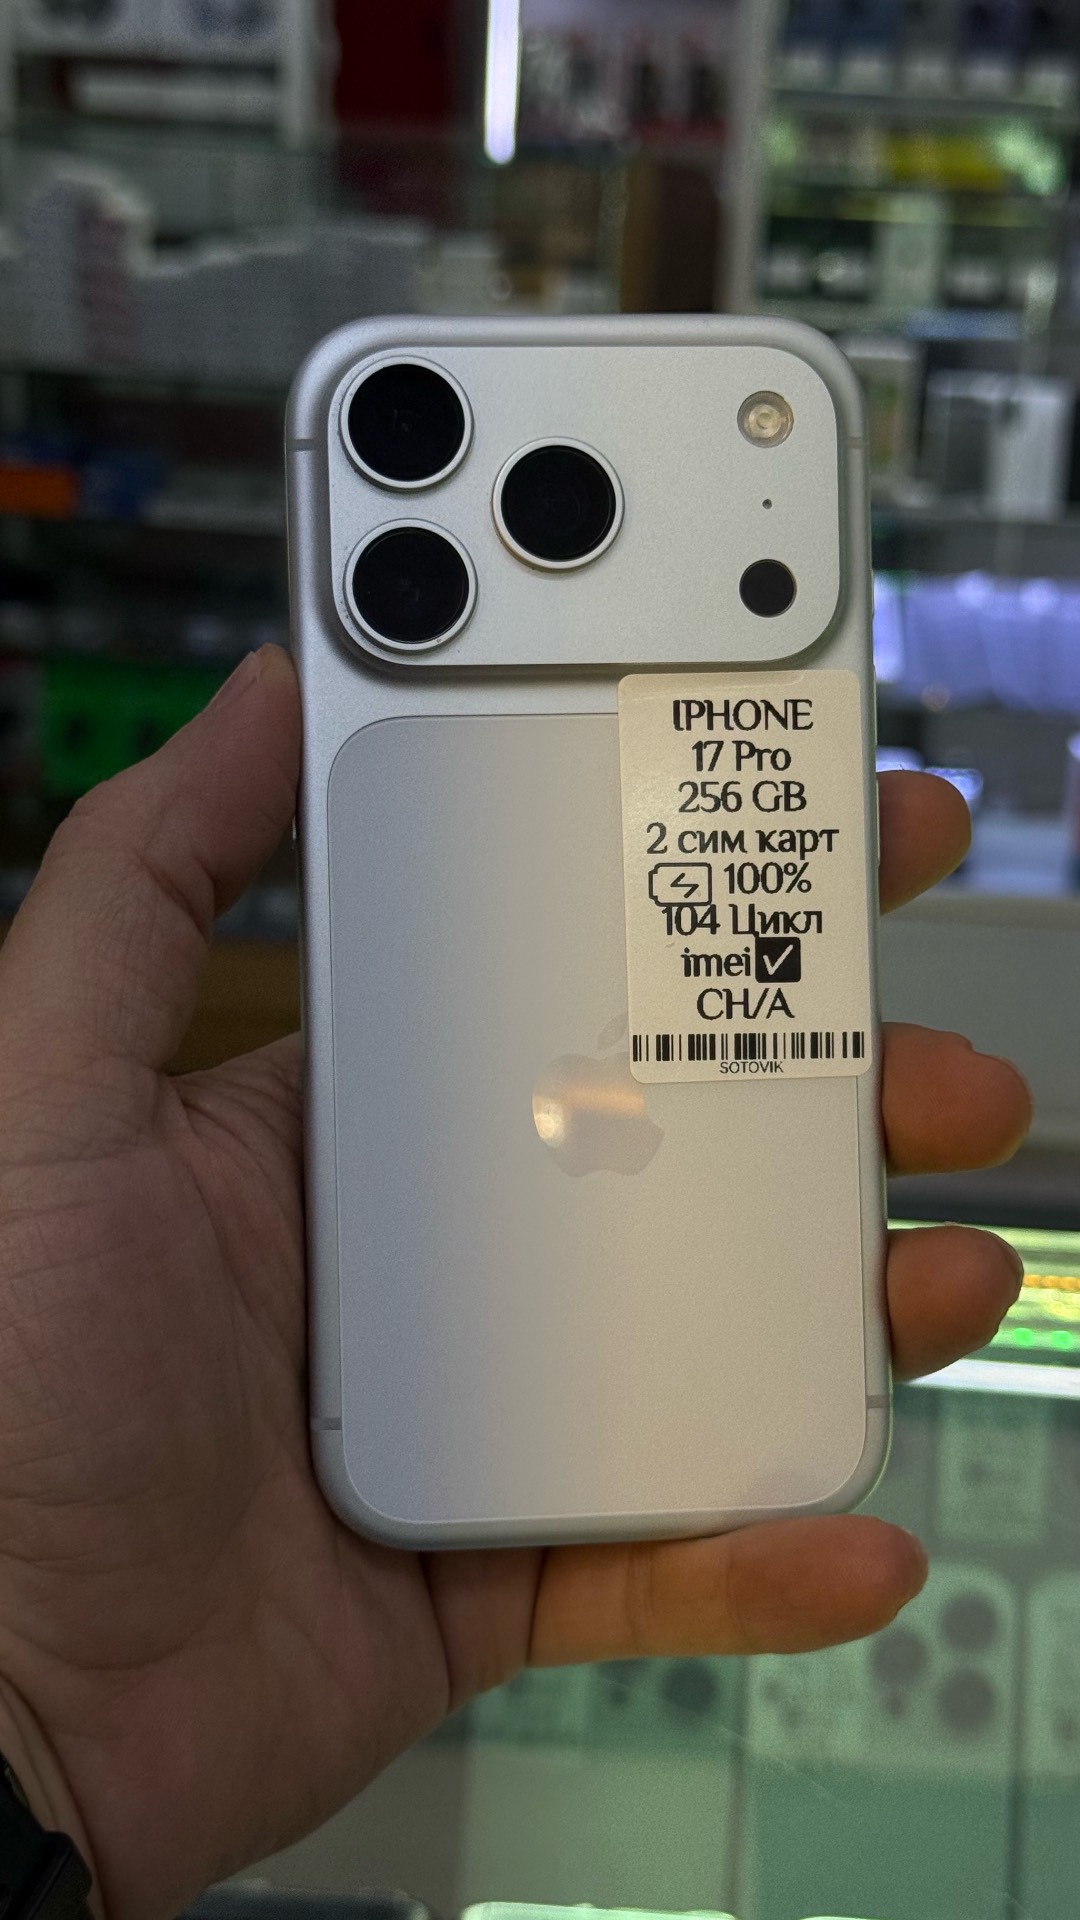 IPHONE
17 Pro
256 GB
2 сим карт
100%
104 Цикл
imei
CH/A
SOTOVIK